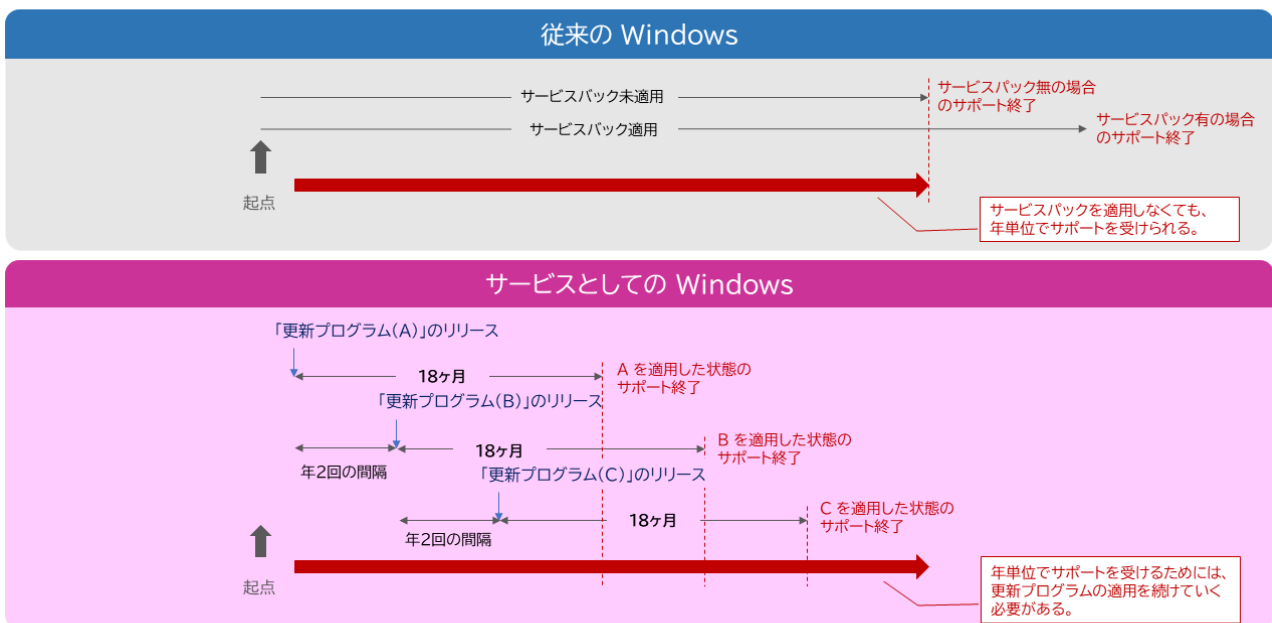 従来の Windows
サービスバック未適用
サービスパック無の場合
のサポート終了
サービスバック適用
サービスパック有の場合
のサポート終了
起点
サービスパックを適用しなくても、
年単位でサポートを受けられる。
サービスとしての Windows
「更新プログラム(A)」のリリース
18ヶ月
A を適用した状態の
サポート終了
「更新プログラム(B)」のリリース
年2回の間隔
18ヶ月
B を適用した状態の
サポート終了
「更新プログラム(C)」のリリース
年2回の間隔
18ヶ月
C を適用した状態の
サポート終了
起点
年単位でサポートを受けるためには、
更新プログラムの適用を続けていく
必要がある。